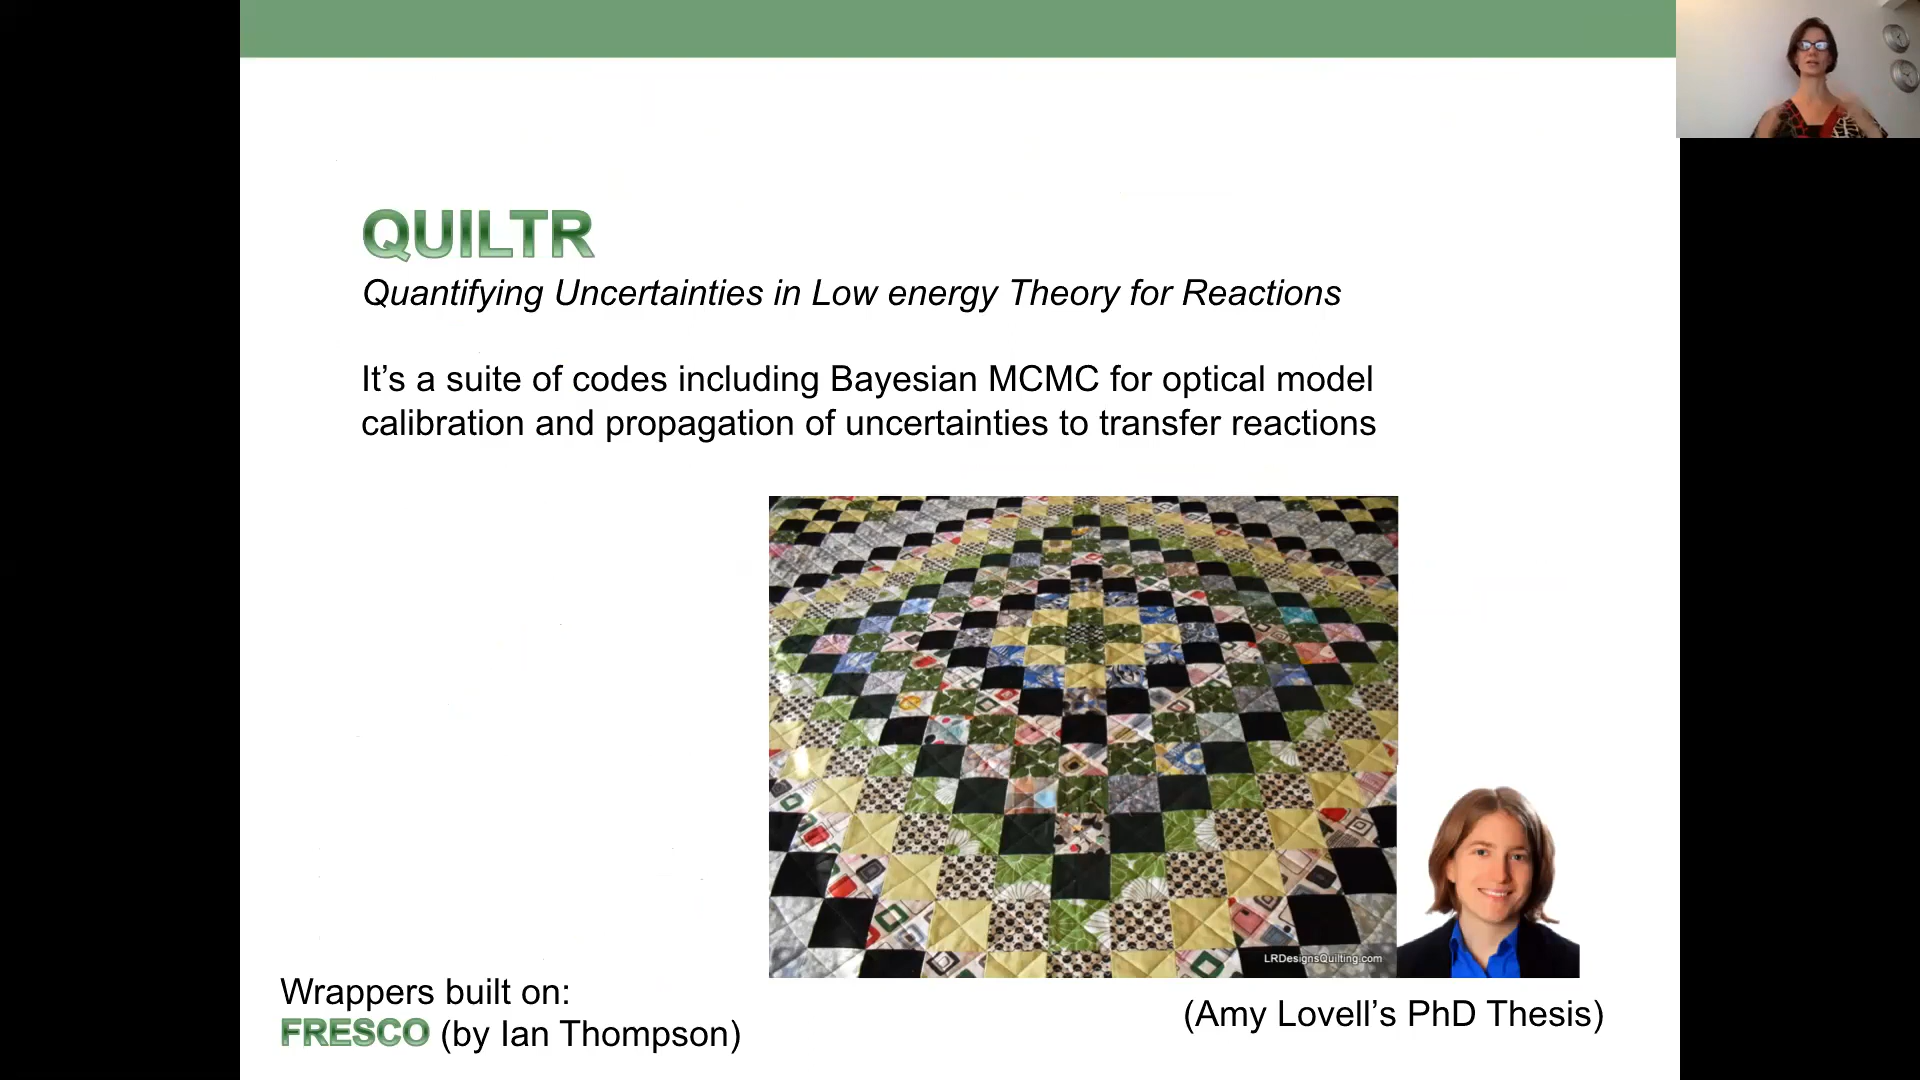 QUILTR
Quantifying Uncertainties in Low energy Theory for Reactions
It’s a suite of codes including Bayesian MCMC for optical model
calibration and propagation of uncertainties to transfer reactions
LRDesignsQuilting.com
Wrappers built on:
FRESCO (by Ian Thompson)
(Amy Lovell’s PhD Thesis)